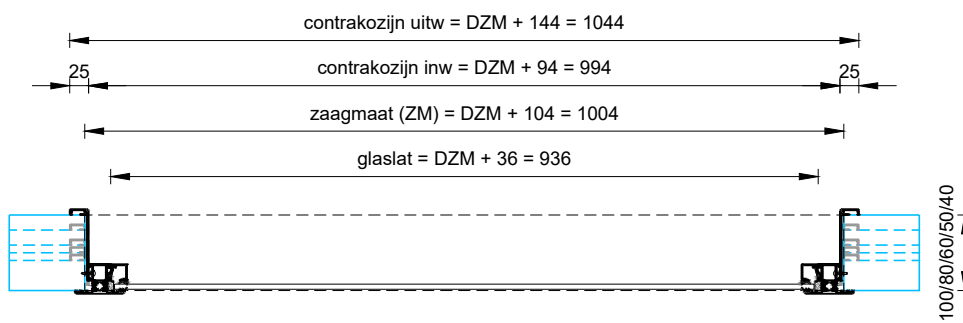 contrakozijn uitw = DZM + 144 = 1044
25
contrakozijn inw = DZM + 94 = 994
25
zaagmaat (ZM) = DZM + 104 = 1004
glaslat = DZM + 36 = 936
100/80/60/50/40